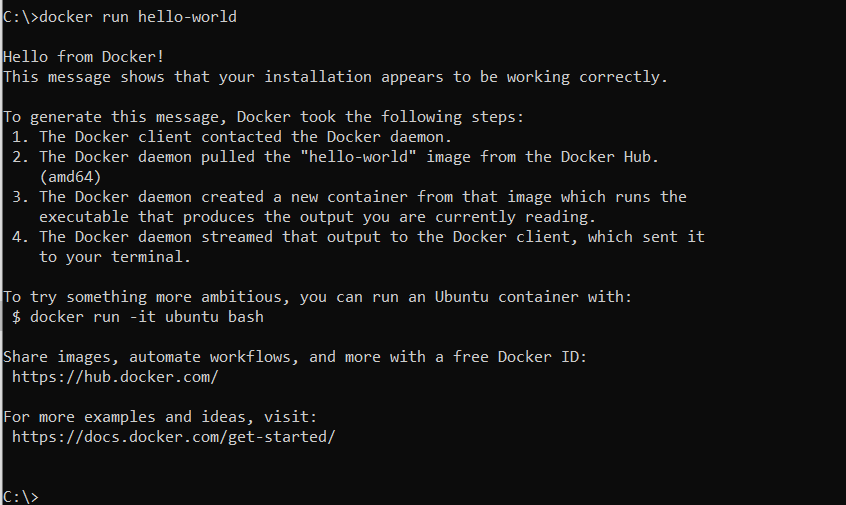 C:\>docker run hello-world
Hello from Docker!
This message shows that your installation appears to be working correctly.
To generate this message, Docker took the following steps:
1. The Docker client contacted the Docker daemon.
2. The Docker daemon pulled the "hello-world" image from the Docker Hub.
(amd64)
3. The Docker daemon created a new container from that image which runs the
executable that produces the output you are currently reading.
4. The Docker daemon streamed that output to the Docker client, which sent it
to your terminal.
To try something more ambitious, you can run an Ubuntu container with:
$ docker run -it ubuntu bash
Share images, automate workflows, and more with a free Docker ID:
https://hub.docker.com/
For more examples and ideas, visit:
https://docs.docker.com/get-started/
C:\>